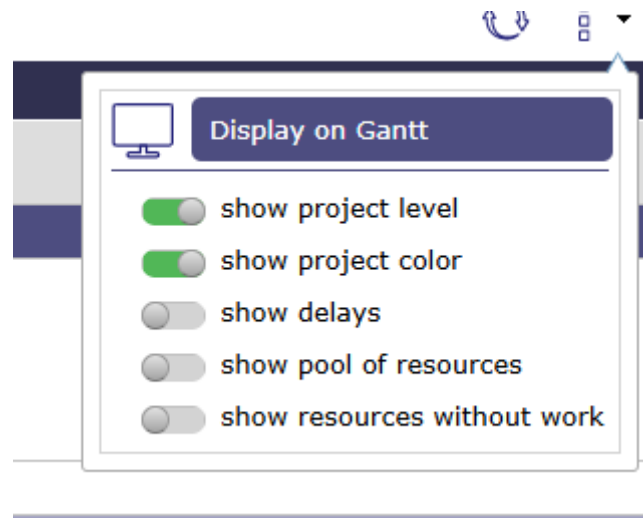 Display on Gantt
show project level
show project color
show delays
show pool of resources
show resources without work